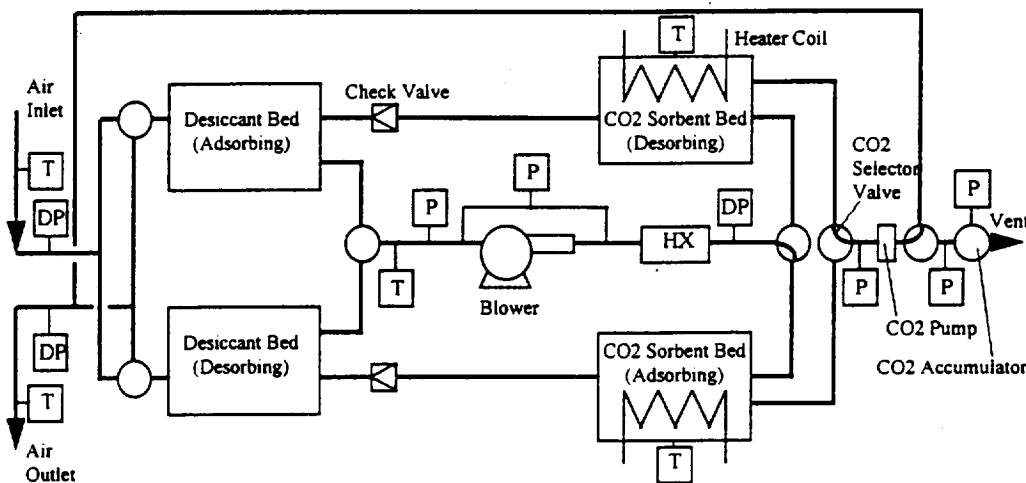 T
Heater Coil
Air
Inlet
Check Valve
Desiccant Bed
(Adsorbing)
CO2 Sorbent Bed
(Desorbing)
CO2
Selector
Valve
T
P
P
P
Vent
DP
DP
HX
T
Blower
P
P
CO2 Pump
Desiccant Bed
(Desorbing)
CO2 Sorbent Bed
(Adsorbing)
CO2 Accumulator
DP
T
T
Air
Outlet